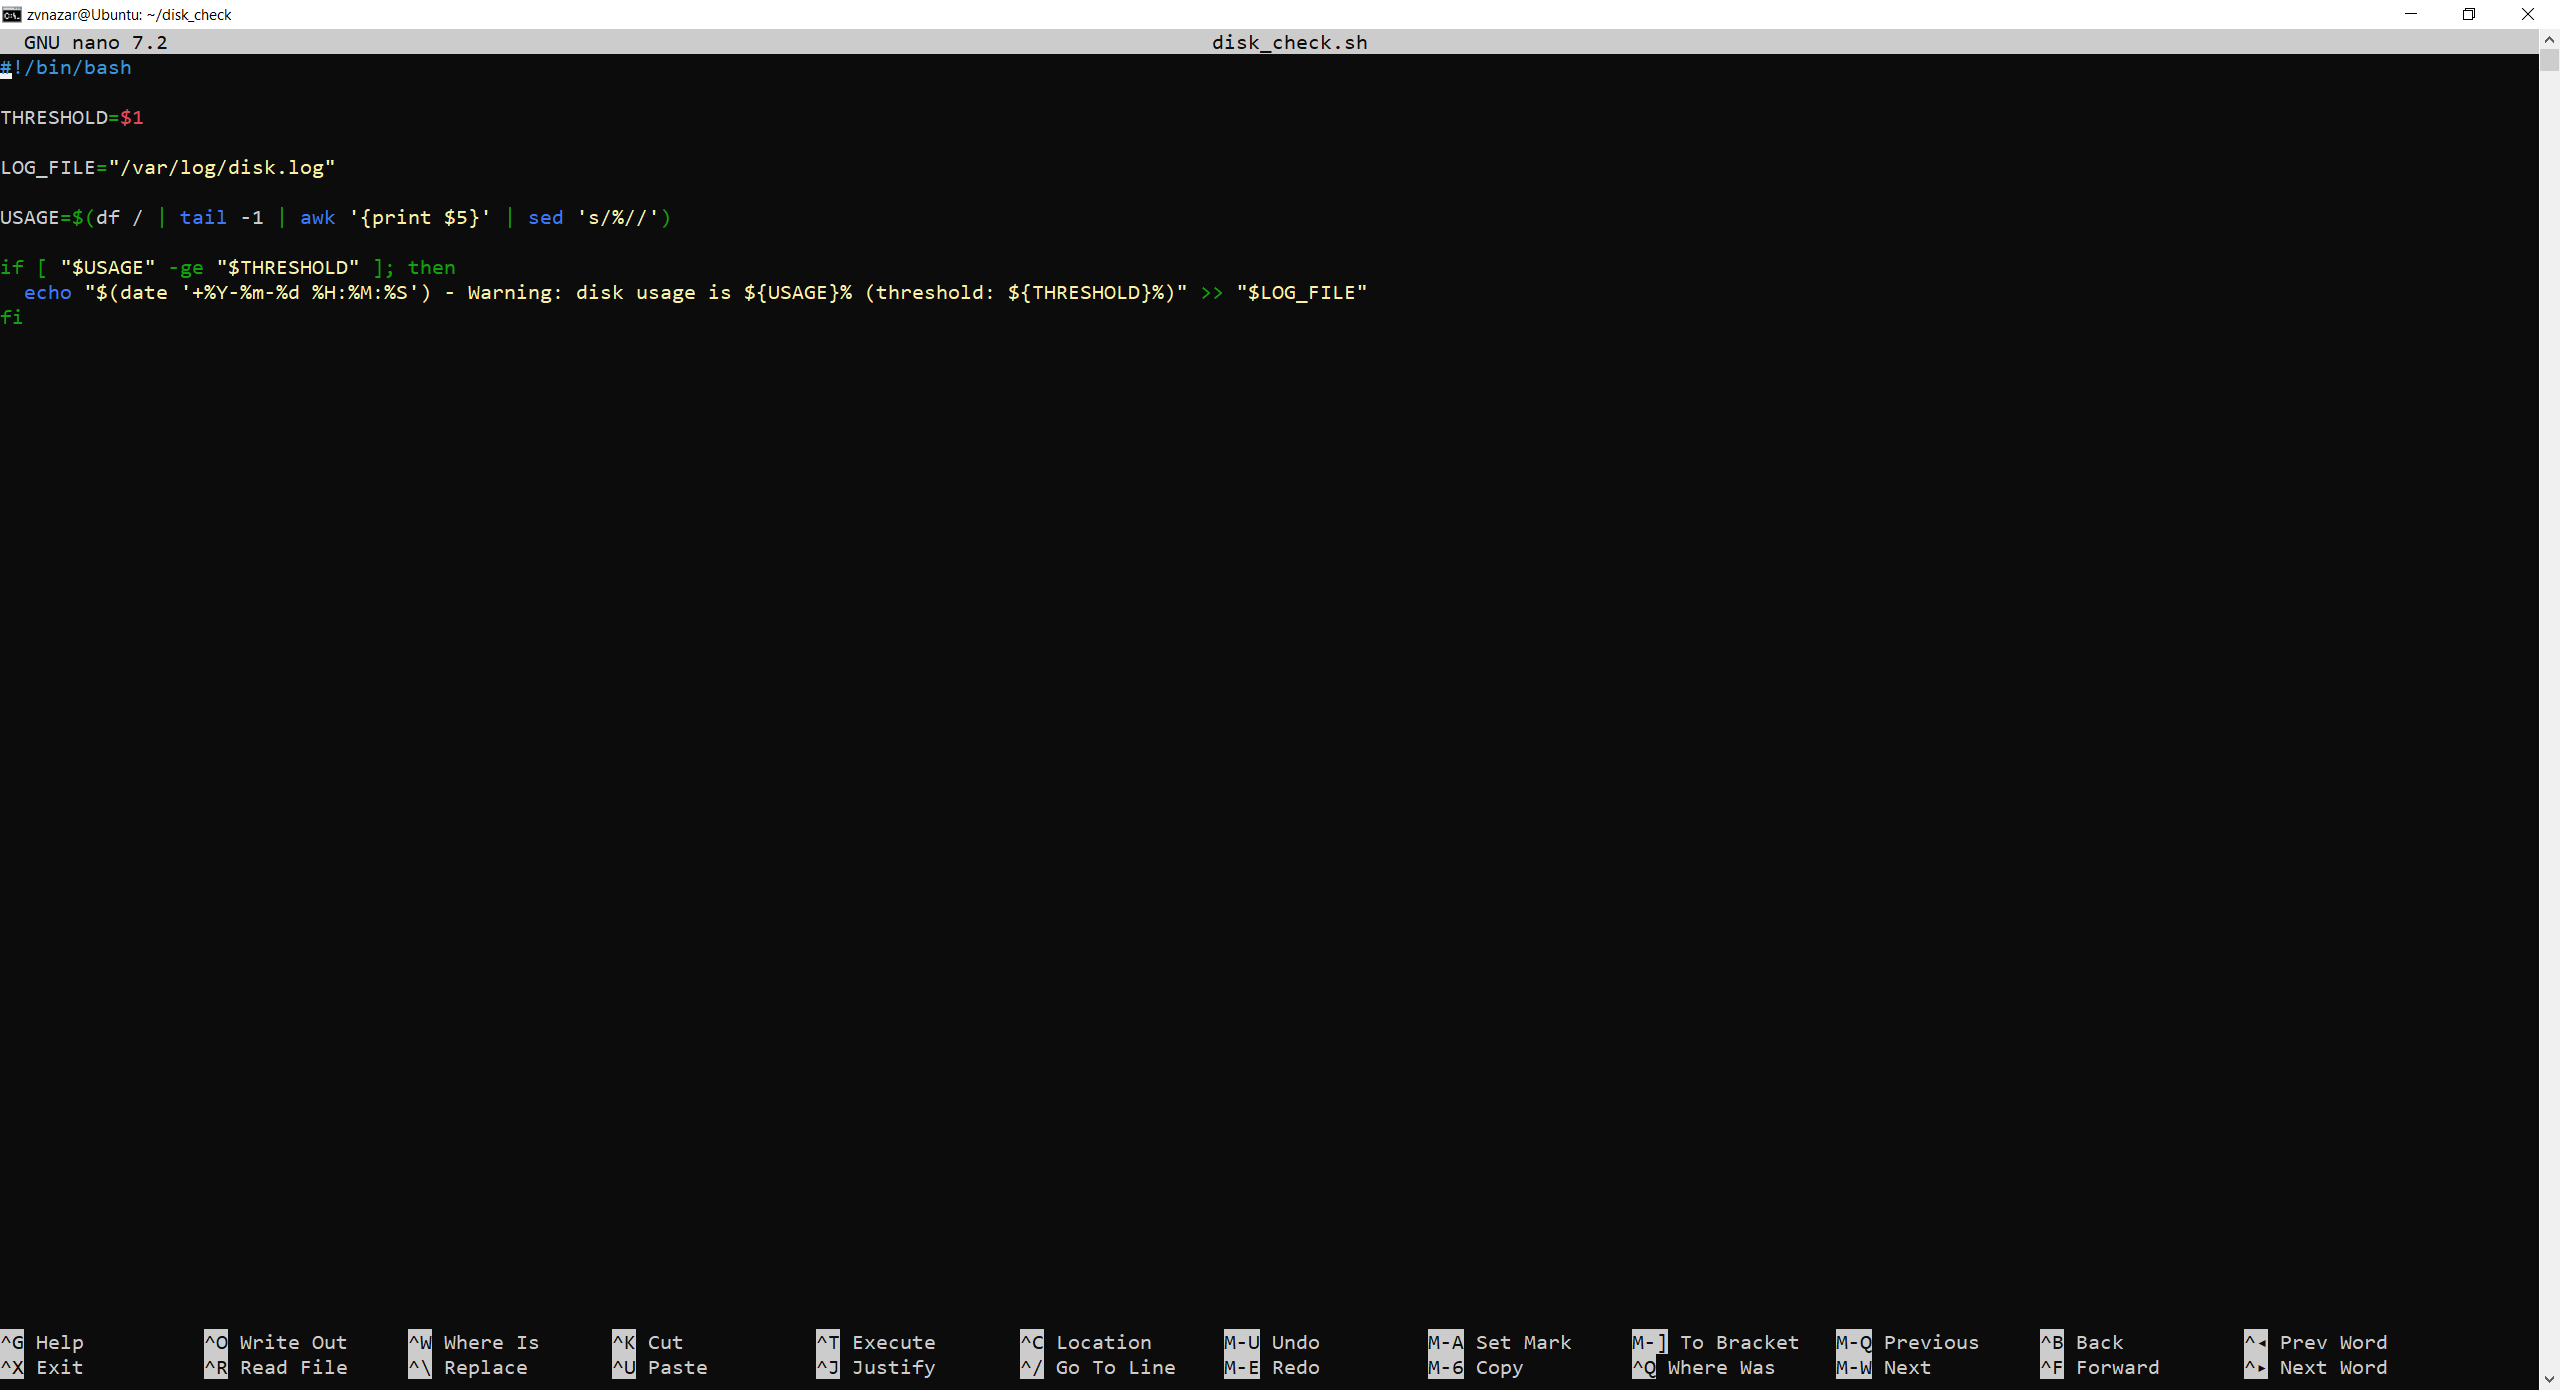 zvnazar@Ubuntu: ~/disk_check
GNU nano 7.2 disk_check.sh
#!/bin/bash
THRESHOLD=$1
LOG_FILE="/var/log/disk.log"
USAGE=$(df / | tail -1 | awk '{print $5}' | sed 's/%//')
if [ "$USAGE" -ge "$THRESHOLD" ]; then
  echo "$(date '+%Y-%m-%d %H:%M:%S') - Warning: disk usage is ${USAGE}% (threshold: ${THRESHOLD}%)" >> "$LOG_FILE"
fi
^G Help ^O Write Out ^W Where Is ^K Cut ^T Execute ^C Location M-U Undo M-A Set Mark M-] To Bracket M-Q Previous ^B Back ^◂ Prev Word
^X Exit ^R Read File ^\ Replace ^U Paste ^J Justify ^/ Go To Line M-E Redo M-6 Copy ^Q Where Was M-W Next ^F Forward ^▸ Next Word